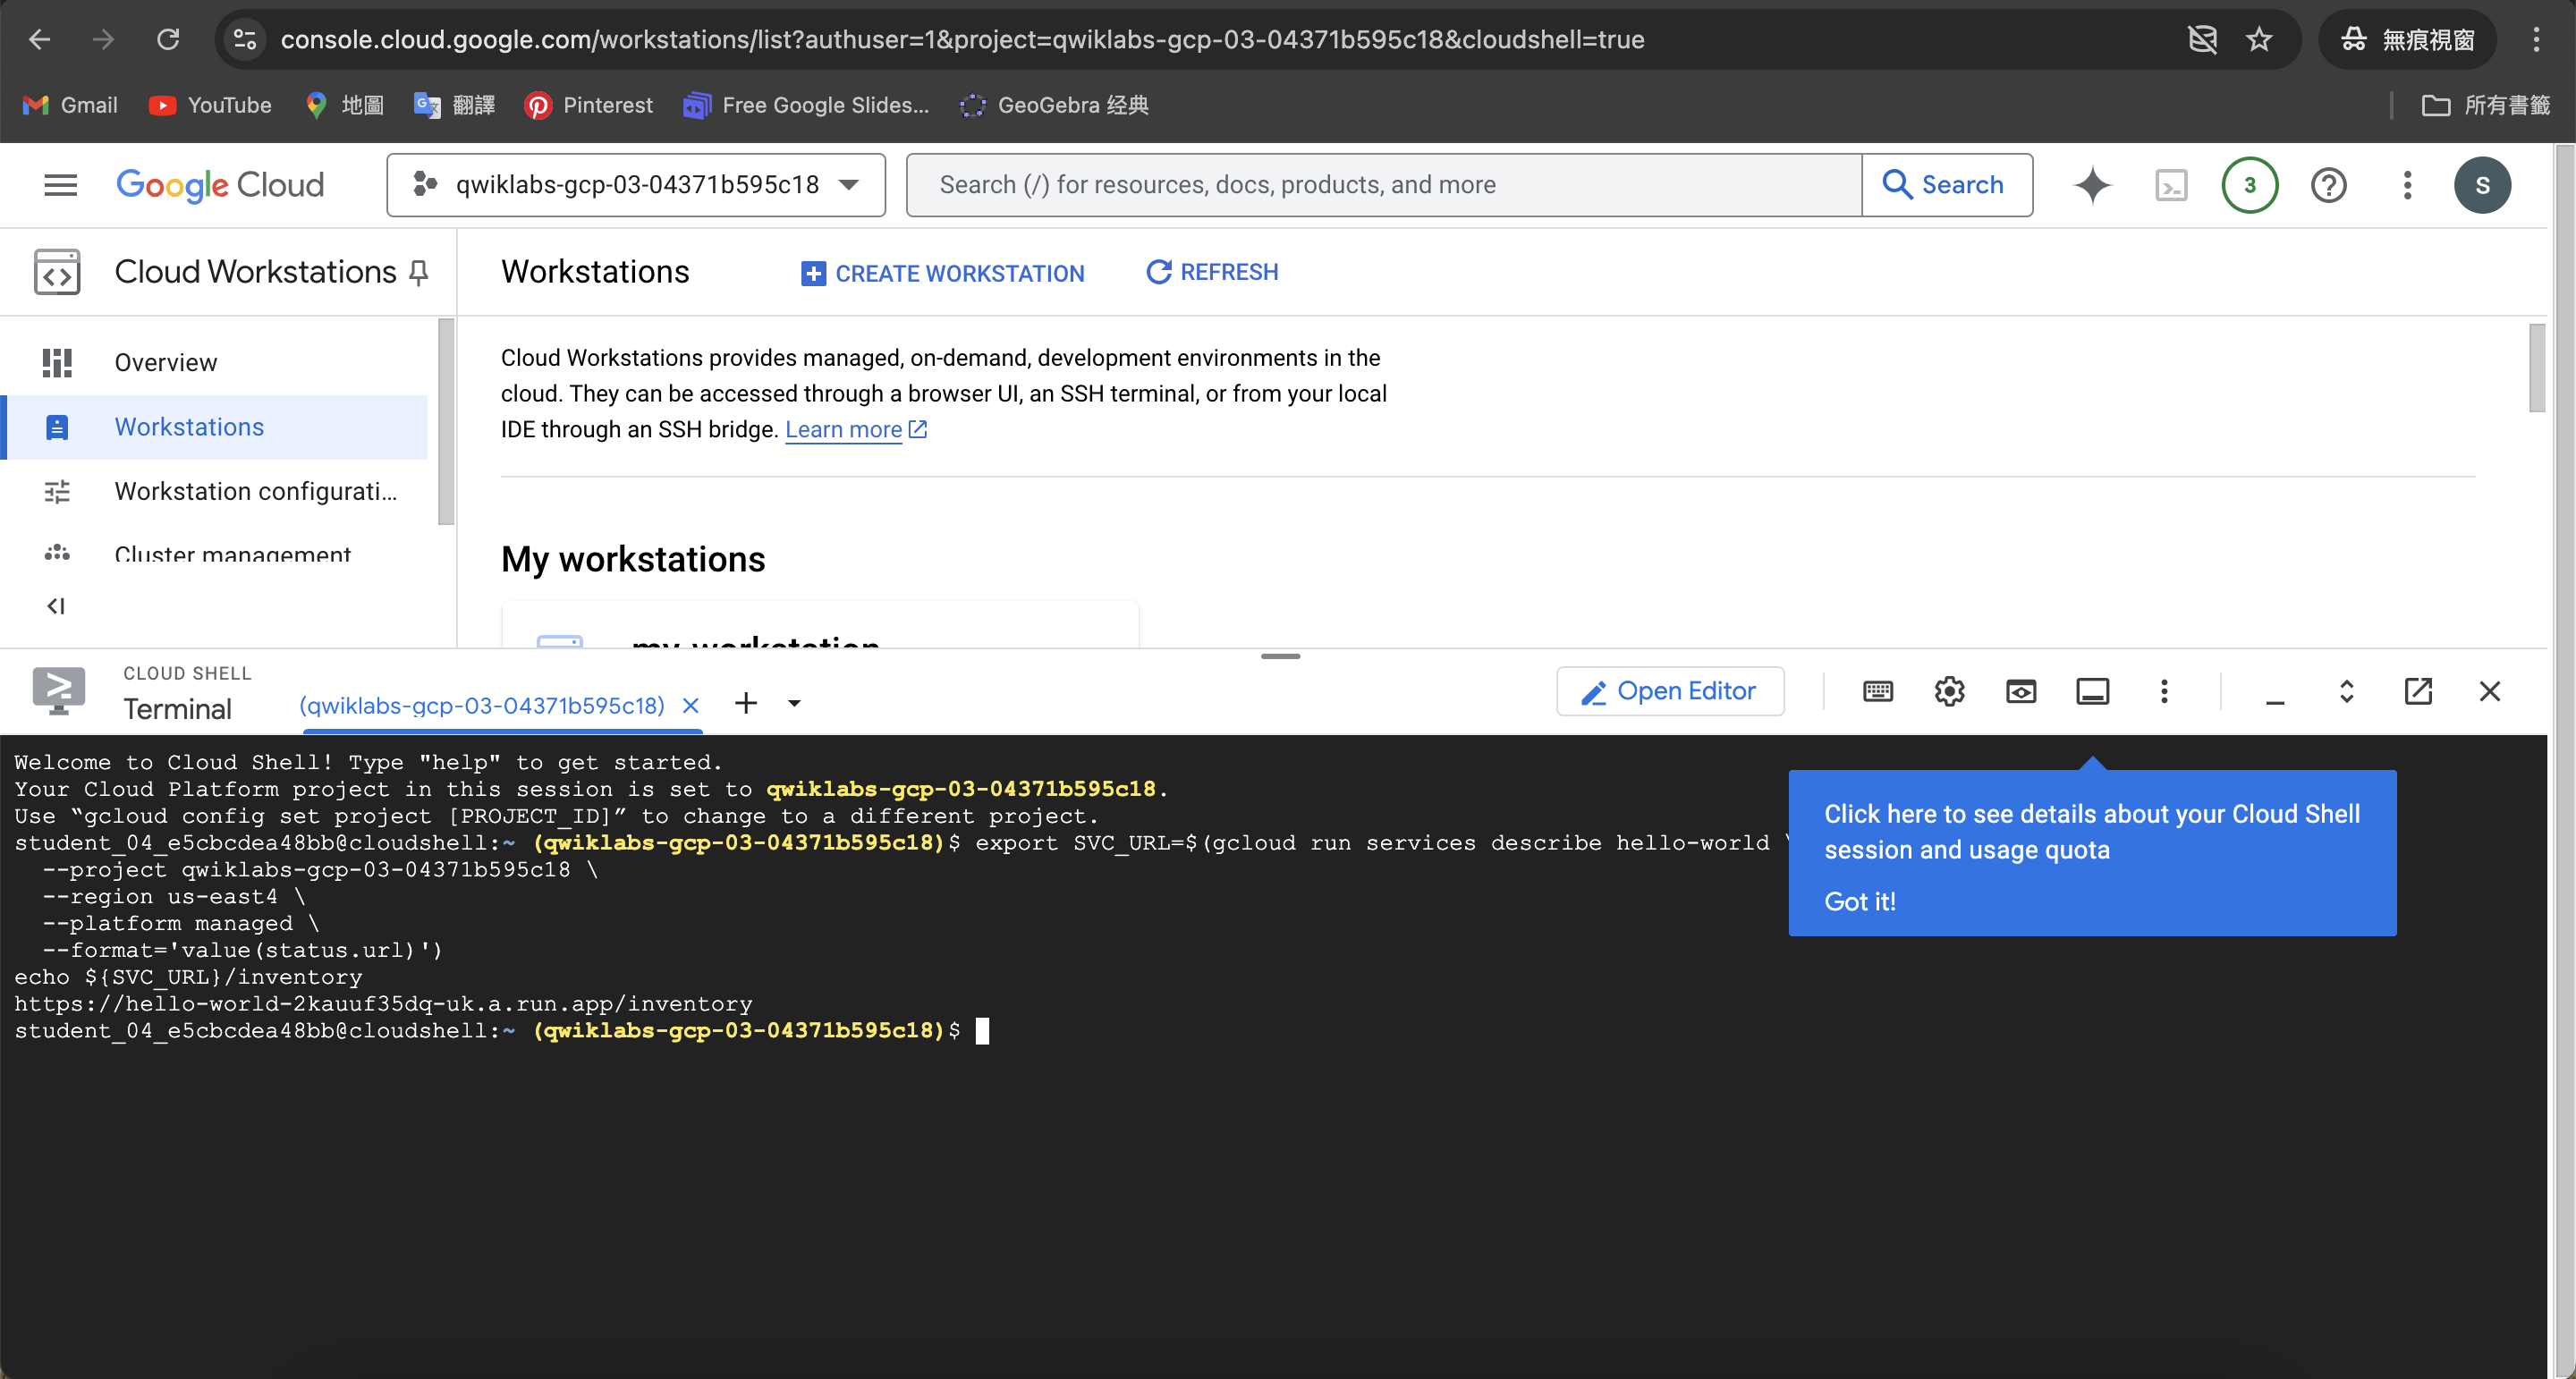 console.cloud.google.com/workstations/list?authuser=1&project=qwiklabs-gcp-03-04371b595c18&cloudshell=true
無痕視窗
Gmail
YouTube
地圖
翻譯
Pinterest
Free Google Slides...
GeoGebra 经典
所有書籤
Google Cloud
qwiklabs-gcp-03-04371b595c18
Search (/) for resources, docs, products, and more
Search
3
S
Cloud Workstations
Workstations
CREATE WORKSTATION
REFRESH
Overview
Workstations
Workstation configurati...
Cluster management
Cloud Workstations provides managed, on-demand, development environments in the
cloud. They can be accessed through a browser UI, an SSH terminal, or from your local
IDE through an SSH bridge. Learn more
My workstations
my-workstation
CLOUD SHELL
Terminal
(qwiklabs-gcp-03-04371b595c18)
Open Editor
Welcome to Cloud Shell! Type "help" to get started.
Your Cloud Platform project in this session is set to qwiklabs-gcp-03-04371b595c18.
Use “gcloud config set project [PROJECT_ID]” to change to a different project.
student_04_e5cbcdea48bb@cloudshell:~ (qwiklabs-gcp-03-04371b595c18)$ export SVC_URL=$(gcloud run services describe hello-world \
--project qwiklabs-gcp-03-04371b595c18 \
--region us-east4 \
--platform managed \
--format='value(status.url)')
echo ${SVC_URL}/inventory
https://hello-world-2kauuf35dq-uk.a.run.app/inventory
student_04_e5cbcdea48bb@cloudshell:~ (qwiklabs-gcp-03-04371b595c18)$
Click here to see details about your Cloud Shell
session and usage quota
Got it!